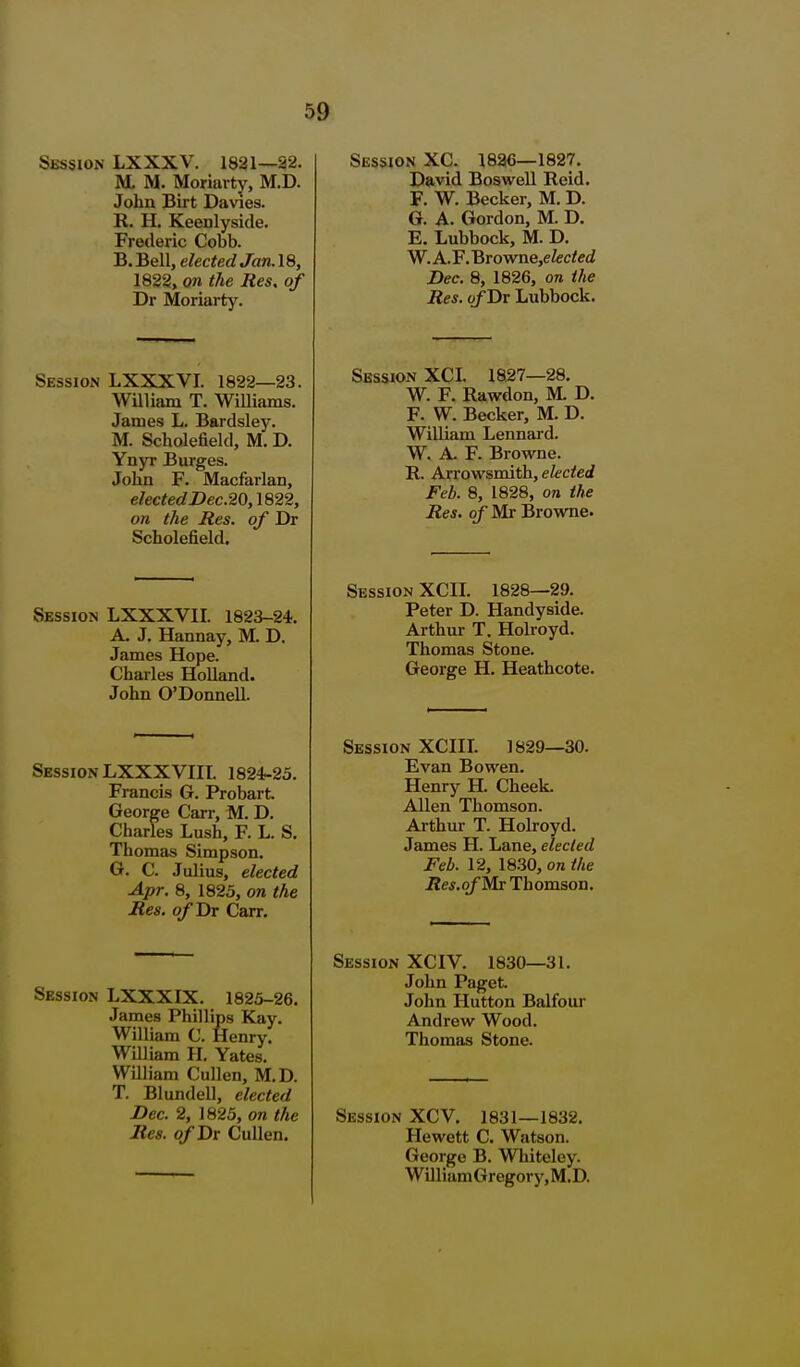 59
Session LXXXV. 1821—22.
M. M. Moriarty, M.D.
John Birt Davies.
R. H. Keenlyside.
Frederic Cobb.
B. Bell, elected Jan. 18,
1822, on the Res. of
Dr Moriarty.
Session LXXXVI. 1822—23.
William T. Williams.
James L. Bardsley.
M. Scholefield, M. D.
Ynyr Burges.
John F. Macfarlan,
elected Dec. 20, 1822,
on the Res. of Dr
Scholefield.
Session LXXXVII. 1823-24.
A. J. Hannay, M. D.
James Hope.
Charles Holland.
John O'Donnell.
Session LXXXVIII. 1824-25.
Francis G. Probart.
George Carr, M. D.
Charles Lush, F. L. S.
Thomas Simpson.
G. C. Julius, elected
Apr. 8, 1825, on the
Res. of Dr Carr.
Session LXXXIX. 1825-26.
James Phillips Kay.
William C. Henry.
William H. Yates.
William Cullen, M.D.
T. Blundell, elected
Dec. 2, 1825, on the
Res. of Dr Cullen.
Session XC. 1826—1827.
David Boswell Reid.
F. W. Becker, M. D.
G. A. Gordon, M. D.
E. Lubbock, M. D.
W. A. F. Browne, elected
Dec. 8, 1826, on the
Res. of Dr Lubbock.
Session XCI. 1827—28.
W. F. Rawdon, M. D.
F. W. Becker, M. D.
William Lennard.
W. A. F. Browne.
R. Arrowsmith, elected
Feb. 8, 1828, on the
Res. of Mr Browne.
Session XCII. 1828—29.
Peter D. Handyside.
Arthur T. Holroyd.
Thomas Stone.
George H. Heathcote.
Session XCIII. 1829—30.
Evan Bowen.
Henry H. Cheek.
Allen Thomson.
Arthur T. Holroyd.
James H. Lane, elected
Feb. 12, 1830, on the
Res. of Mr Thomson.
Session XCIV. 1830—31.
John Paget.
John Hutton Balfour
Andrew Wood.
Thomas Stone.
Session XCV. 1831—1832.
Hewett C. Watson.
George B. Whiteley.
William Gregory, M.D.